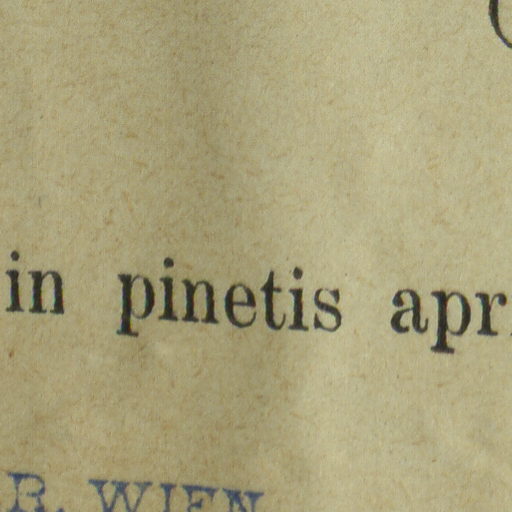 in pinetis apr
R. WIEN